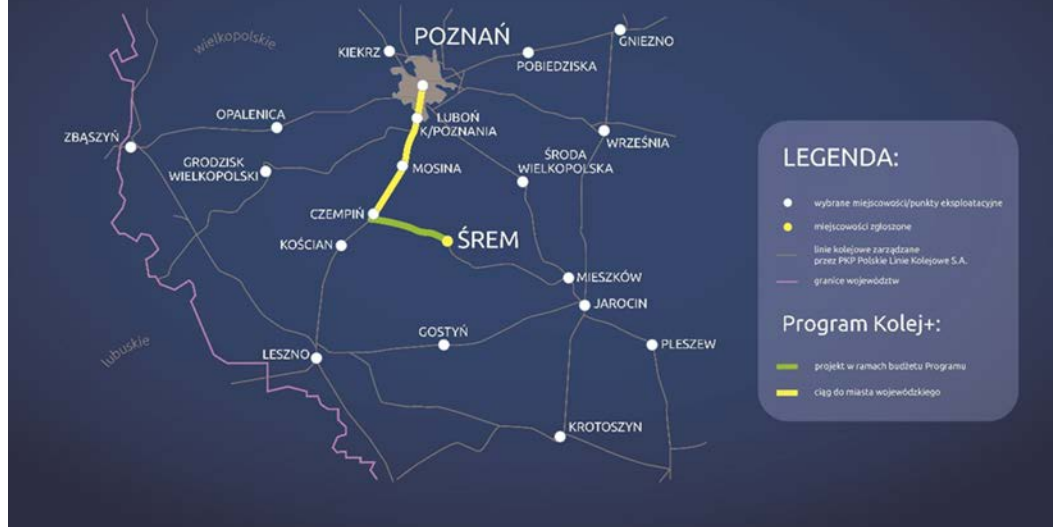 wielkopolskie
POZNAŃ
GNIEZNO
KIEKRZ
POBIEDZISKA
OPALENICA
LUBOŃ
K/POZNANIA
ZBĄSZYŃ
WRZEŚNIA
GRODZISK
WIELKOPOLSKI
MOSINA
ŚRODA
WIELKOPOLSKA
CZEMPIŃ
KOŚCIAN
ŚREM
MIESZKÓW
JAROCIN
lubuskie
GOSTYŃ
LESZNO
PLESZEW
KROTOSZYN
LEGENDA:
wybrane miejscowości/punkty eksploatacyjne
miejscowości zgłoszone
linie kolejowe zarządzane
przez PKP Polskie Linie Kolejowe S.A.
granice województw
Program Kolej+:
projekt w ramach budżetu Programu
ciąg do miasta wojewódzkiego